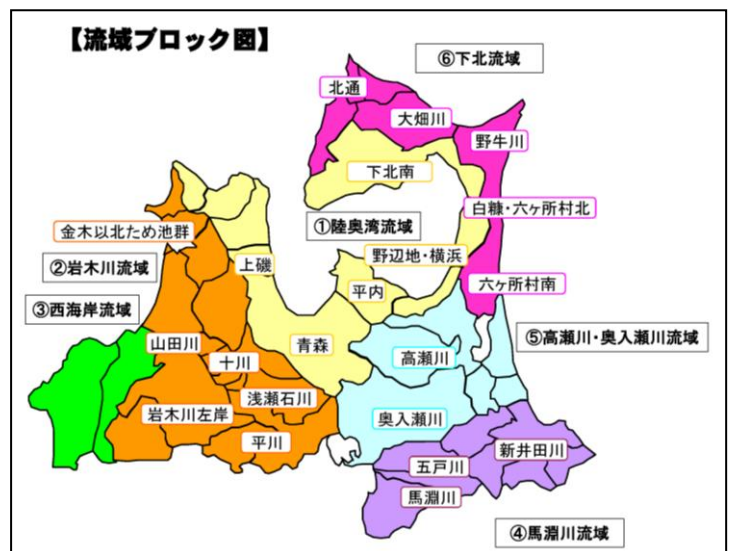 【流域ブロック図】
⑥下北流域
北通
大畑川
野牛川
下北南
白糠・六ヶ所村北
①陸奥湾流域
金木以北ため池群
野辺地・横浜
②岩木川流域
上磯
六ヶ所村南
平内
③西海岸流域
⑤高瀬川・奥入瀬川流域
山田川
青森
高瀬川
十川
浅瀬石川
岩木川左岸
奥入瀬川
平川
新井田川
五戸川
馬淵川
④馬淵川流域